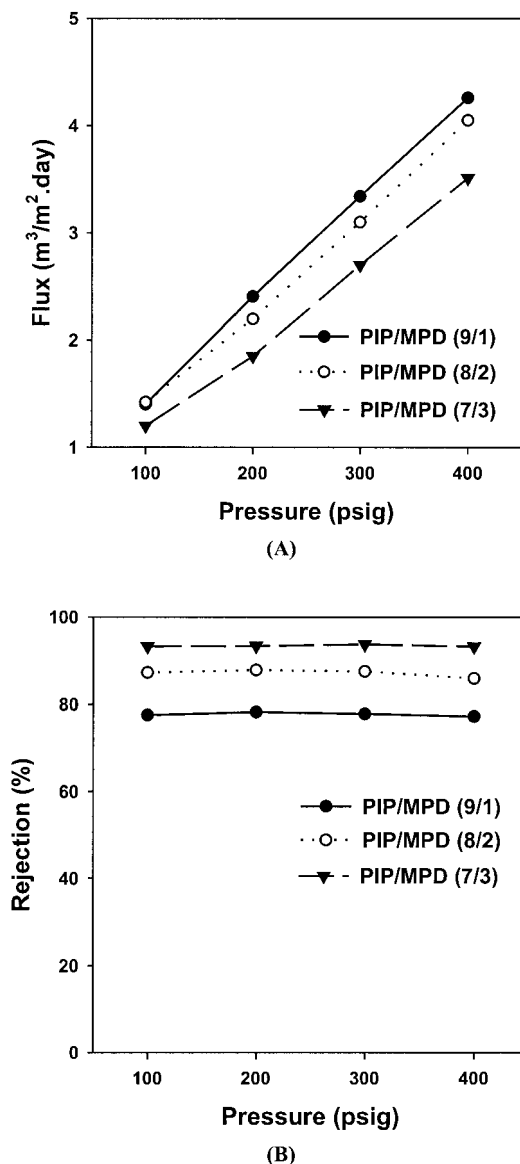 5
4
3
2
1
Flux (m³/m².day)
PIP/MPD (9/1)
PIP/MPD (8/2)
PIP/MPD (7/3)
100 200 300 400
Pressure (psig)
(A)
100
80
60
40
20
0
Rejection (%)
PIP/MPD (9/1)
PIP/MPD (8/2)
PIP/MPD (7/3)
100 200 300 400
Pressure (psig)
(B)